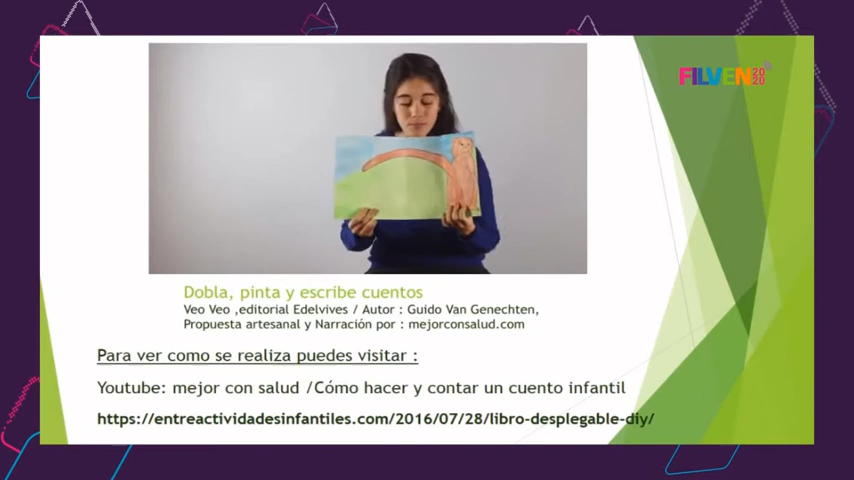 FILVEN 2020
Dobla, pinta y escribe cuentos
Veo Veo ,editorial Edelvives / Autor : Guido Van Genechten,
Propuesta artesanal y Narración por : mejorconsalud.com
Para ver como se realiza puedes visitar :
Youtube: mejor con salud /Cómo hacer y contar un cuento infantil
https://entreactividadesinfantiles.com/2016/07/28/libro-desplegable-diy/